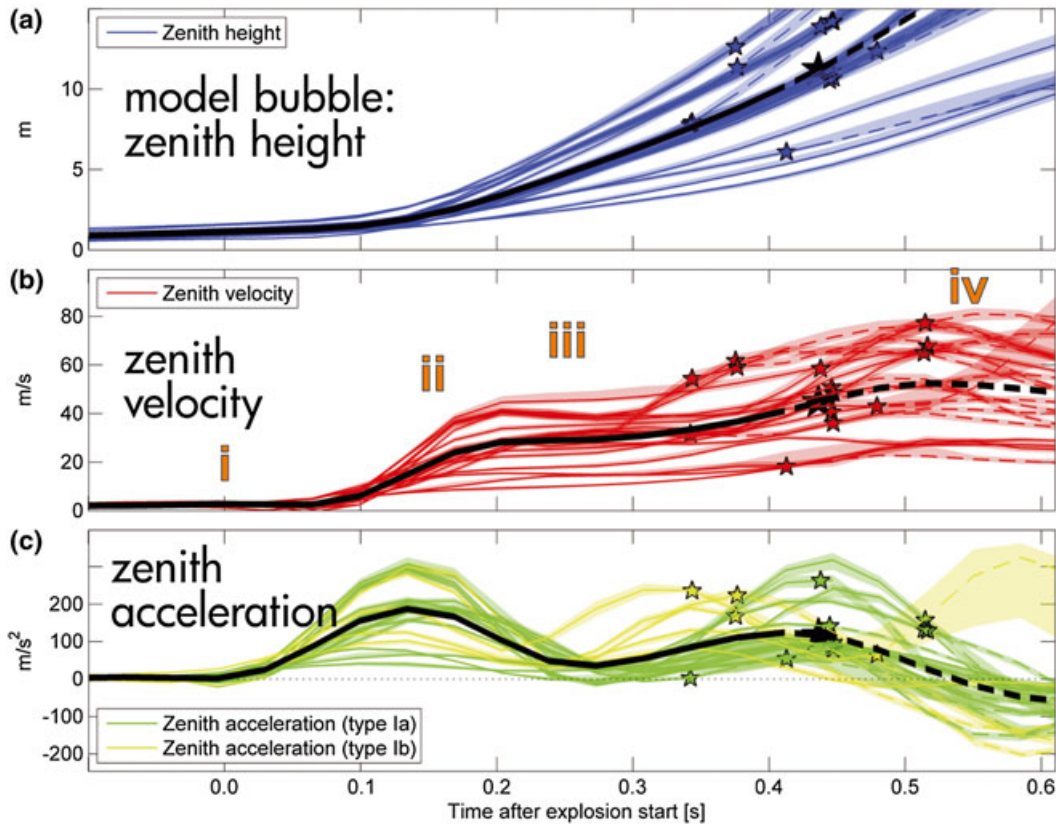 (a)
Zenith height
model bubble:
zenith height
m
10
5
0
(b)
Zenith velocity
zenith
velocity
i
ii
iii
iv
m/s
80
60
40
20
0
(c)
zenith
acceleration
m/s²
200
100
0
-100
-200
Zenith acceleration (type Ia)
Zenith acceleration (type Ib)
0.0 0.1 0.2 0.3 0.4 0.5 0.6
Time after explosion start [s]